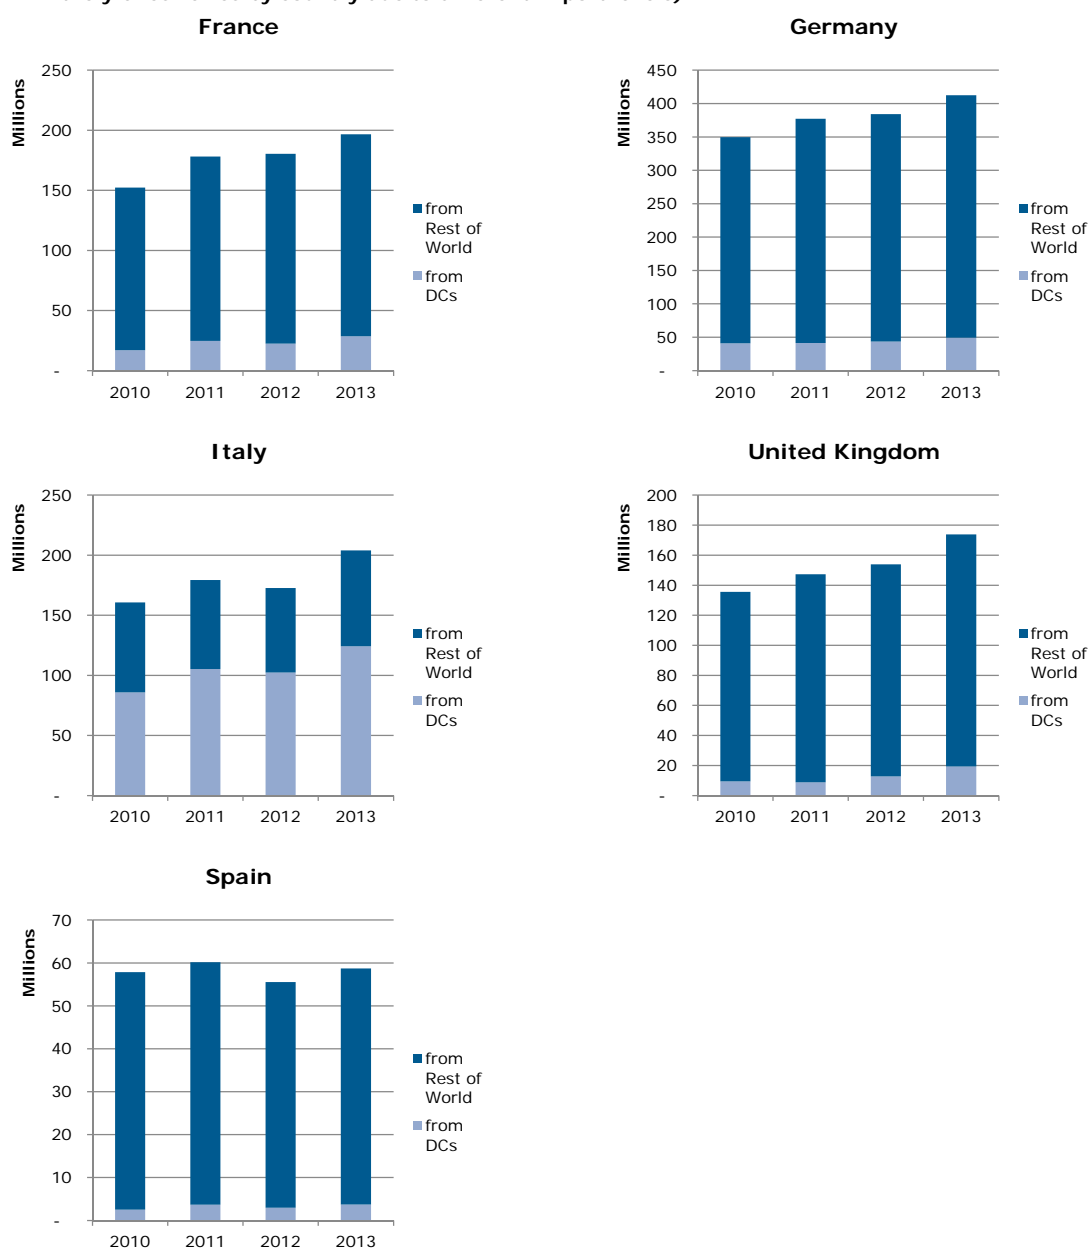 France
Millions
250
200
150
100
50
-
2010 2011 2012 2013
from
Rest of
World
from
DCs
Germany
Millions
450
400
350
300
250
200
150
100
50
-
2010 2011 2012 2013
from
Rest of
World
from
DCs
Italy
Millions
250
200
150
100
50
-
2010 2011 2012 2013
from
Rest of
World
from
DCs
United Kingdom
Millions
200
180
160
140
120
100
80
60
40
20
-
2010 2011 2012 2013
from
Rest of
World
from
DCs
Spain
Millions
70
60
50
40
30
20
10
-
2010 2011 2012 2013
from
Rest of
World
from
DCs